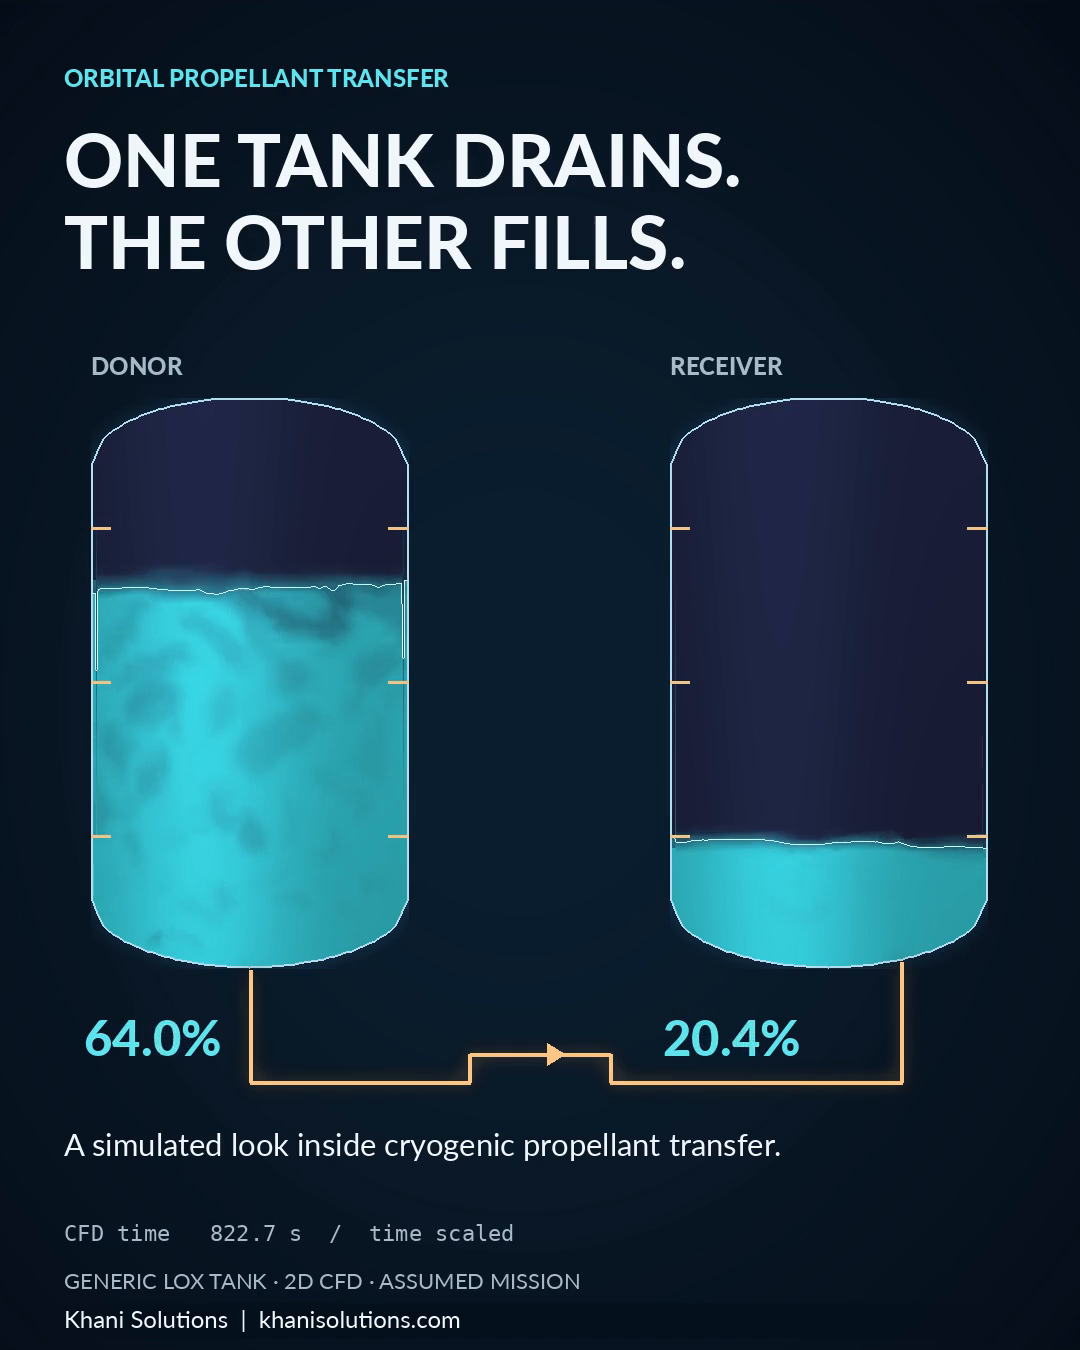 ORBITAL PROPELLANT TRANSFER
ONE TANK DRAINS.
THE OTHER FILLS.
DONOR
RECEIVER
64.0%
20.4%
A simulated look inside cryogenic propellant transfer.
CFD time 822.7 s / time scaled
GENERIC LOX TANK · 2D CFD · ASSUMED MISSION
Khani Solutions | khanisolutions.com